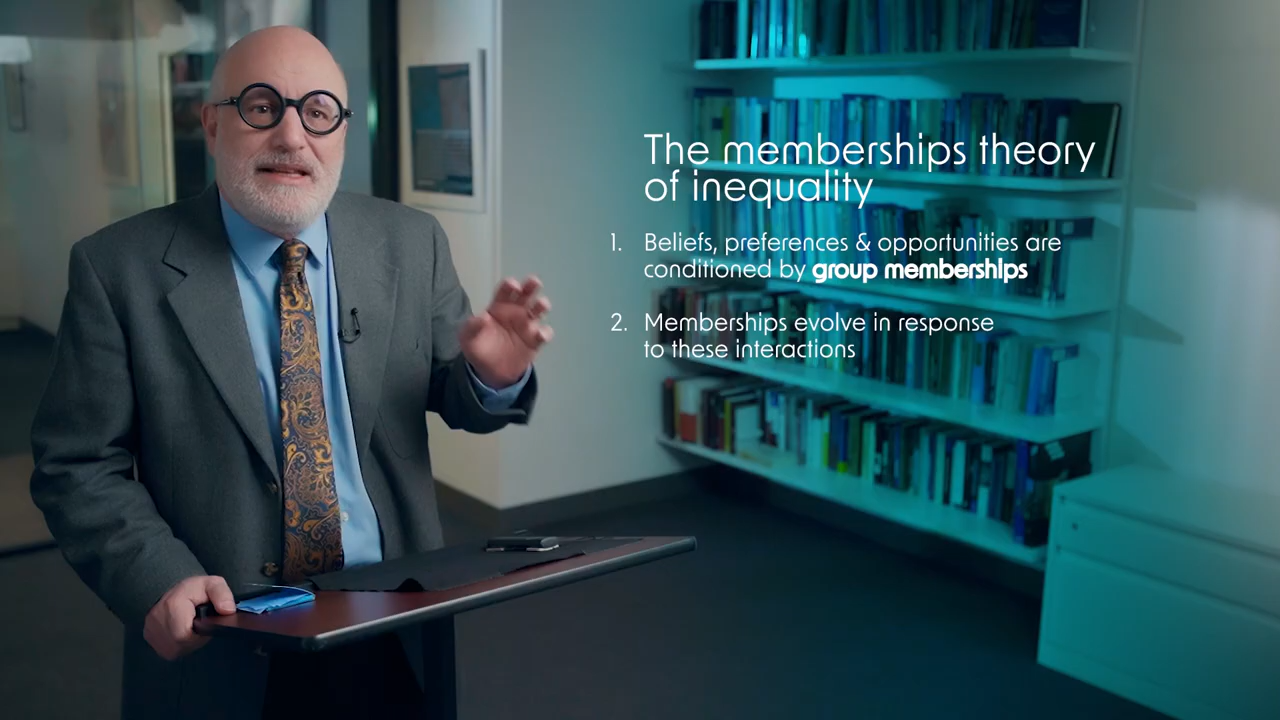 The memberships theory
of inequality
1. Beliefs, preferences & opportunities are
conditioned by group memberships
2. Memberships evolve in response
to these interactions